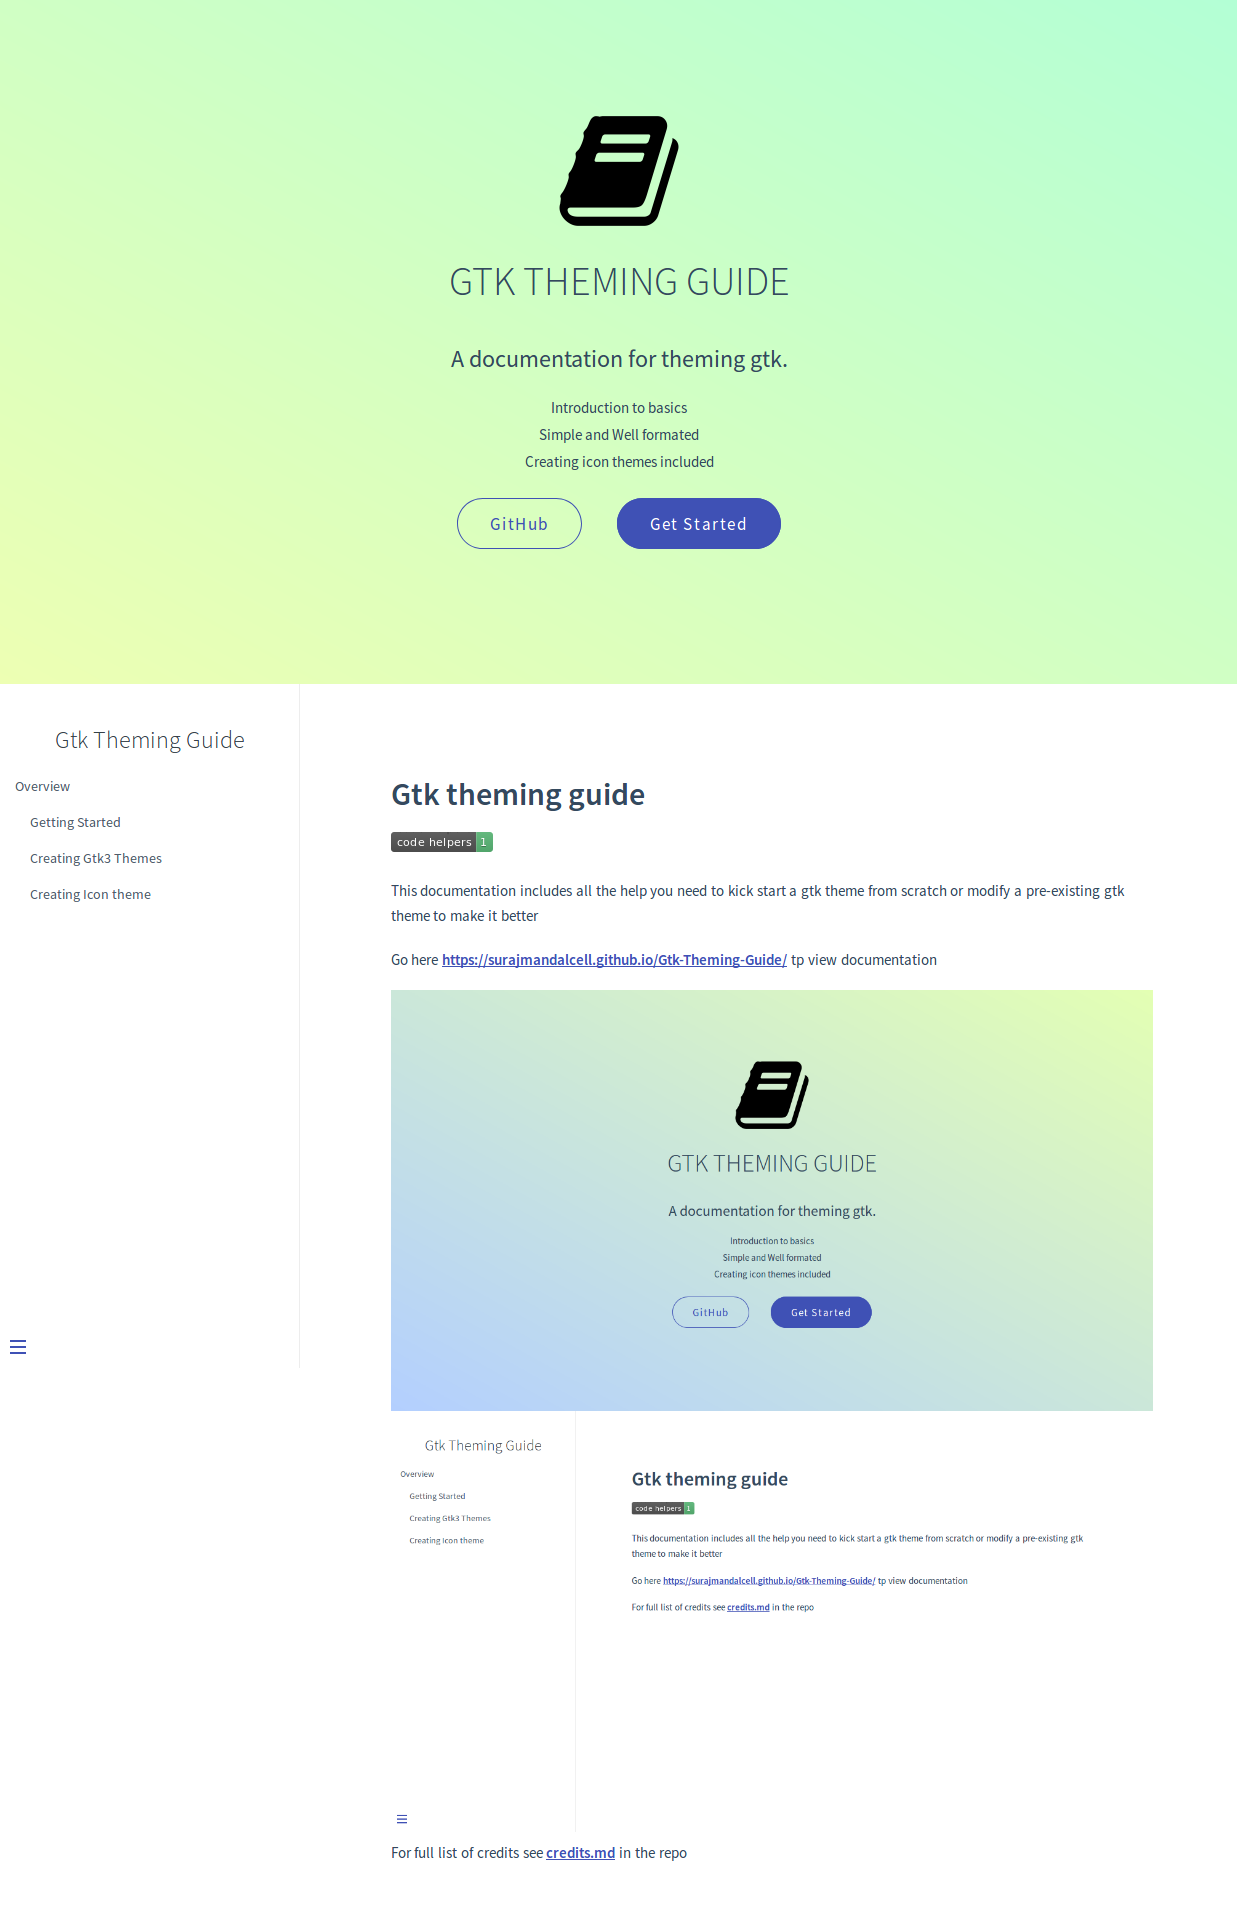 GTK THEMING GUIDE
A documentation for theming gtk.
Introduction to basics
Simple and Well formated
Creating icon themes included
GitHub
Get Started
Gtk Theming Guide
Overview
Getting Started
Creating Gtk3 Themes
Creating Icon theme
Gtk theming guide
code helpers 1
This documentation includes all the help you need to kick start a gtk theme from scratch or modify a pre-existing gtk
theme to make it better
Go here https://surajmandalcell.github.io/Gtk-Theming-Guide/ tp view documentation
GTK THEMING GUIDE
A documentation for theming gtk.
Introduction to basics
Simple and Well formated
Creating icon themes included
GitHub
Get Started
Gtk Theming Guide
Overview
Getting Started
Creating Gtk3 Themes
Creating Icon theme
Gtk theming guide
code helpers 1
This documentation includes all the help you need to kick start a gtk theme from scratch or modify a pre-existing gtk
theme to make it better
Go here https://surajmandalcell.github.io/Gtk-Theming-Guide/ tp view documentation
For full list of credits see credits.md in the repo
For full list of credits see credits.md in the repo